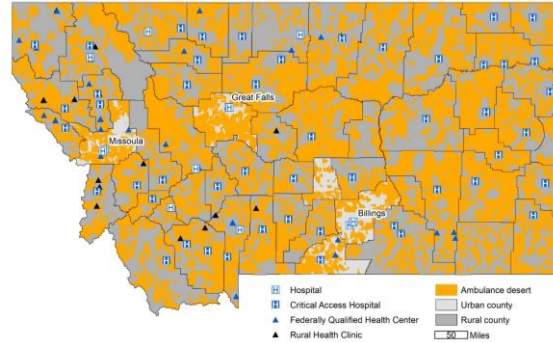 Great Falls
Missoula
Billings
Hospital
Critical Access Hospital
Federally Qualified Health Center
Rural Health Clinic
Ambulance desert
Urban county
Rural county
50 Miles